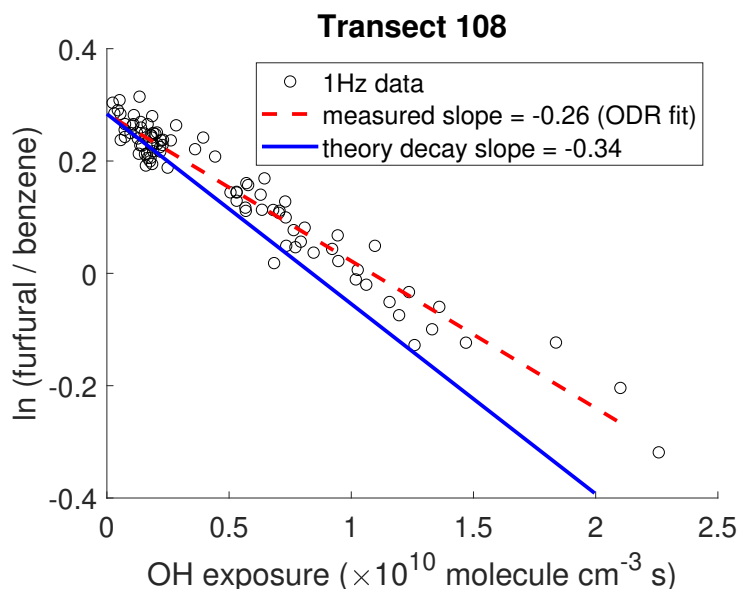 Transect 108
1Hz data
measured slope = -0.26 (ODR fit)
theory decay slope = -0.34
ln (furfural / benzene)
0.4
0.2
0
-0.2
-0.4
0 0.5 1 1.5 2 2.5
OH exposure (×10¹⁰ molecule cm⁻³ s)